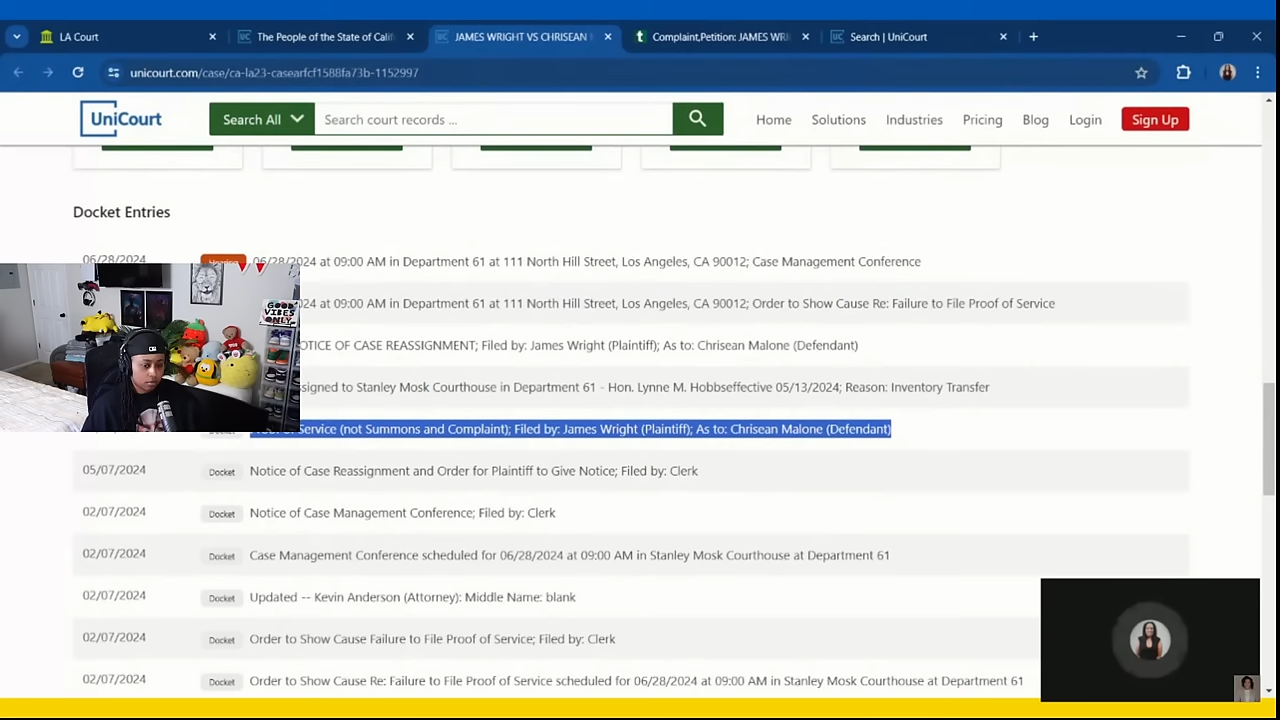 LA Court
The People of the State of Calif
JAMES WRIGHT VS CHRISEAN
Complaint,Petition: JAMES WRI
Search | UniCourt
unicourt.com/case/ca-la23-casearfcf1588fa73b-1152997
UniCourt
Search All
Search court records ...
Home
Solutions
Industries
Pricing
Blog
Login
Sign Up
Docket Entries
06/28/2024 Hearing 06/28/2024 at 09:00 AM in Department 61 at 111 North Hill Street, Los Angeles, CA 90012; Case Management Conference
24 at 09:00 AM in Department 61 at 111 North Hill Street, Los Angeles, CA 90012; Order to Show Cause Re: Failure to File Proof of Service
OTICE OF CASE REASSIGNMENT; Filed by: James Wright (Plaintiff); As to: Chrisean Malone (Defendant)
signed to Stanley Mosk Courthouse in Department 61 - Hon. Lynne M. Hobbseffective 05/13/2024; Reason: Inventory Transfer
Service (not Summons and Complaint); Filed by: James Wright (Plaintiff); As to: Chrisean Malone (Defendant)
05/07/2024 Docket Notice of Case Reassignment and Order for Plaintiff to Give Notice; Filed by: Clerk
02/07/2024 Docket Notice of Case Management Conference; Filed by: Clerk
02/07/2024 Docket Case Management Conference scheduled for 06/28/2024 at 09:00 AM in Stanley Mosk Courthouse at Department 61
02/07/2024 Docket Updated -- Kevin Anderson (Attorney): Middle Name: blank
02/07/2024 Docket Order to Show Cause Failure to File Proof of Service; Filed by: Clerk
02/07/2024 Docket Order to Show Cause Re: Failure to File Proof of Service scheduled for 06/28/2024 at 09:00 AM in Stanley Mosk Courthouse at Department 61
GOOD
VIBES
ONLY